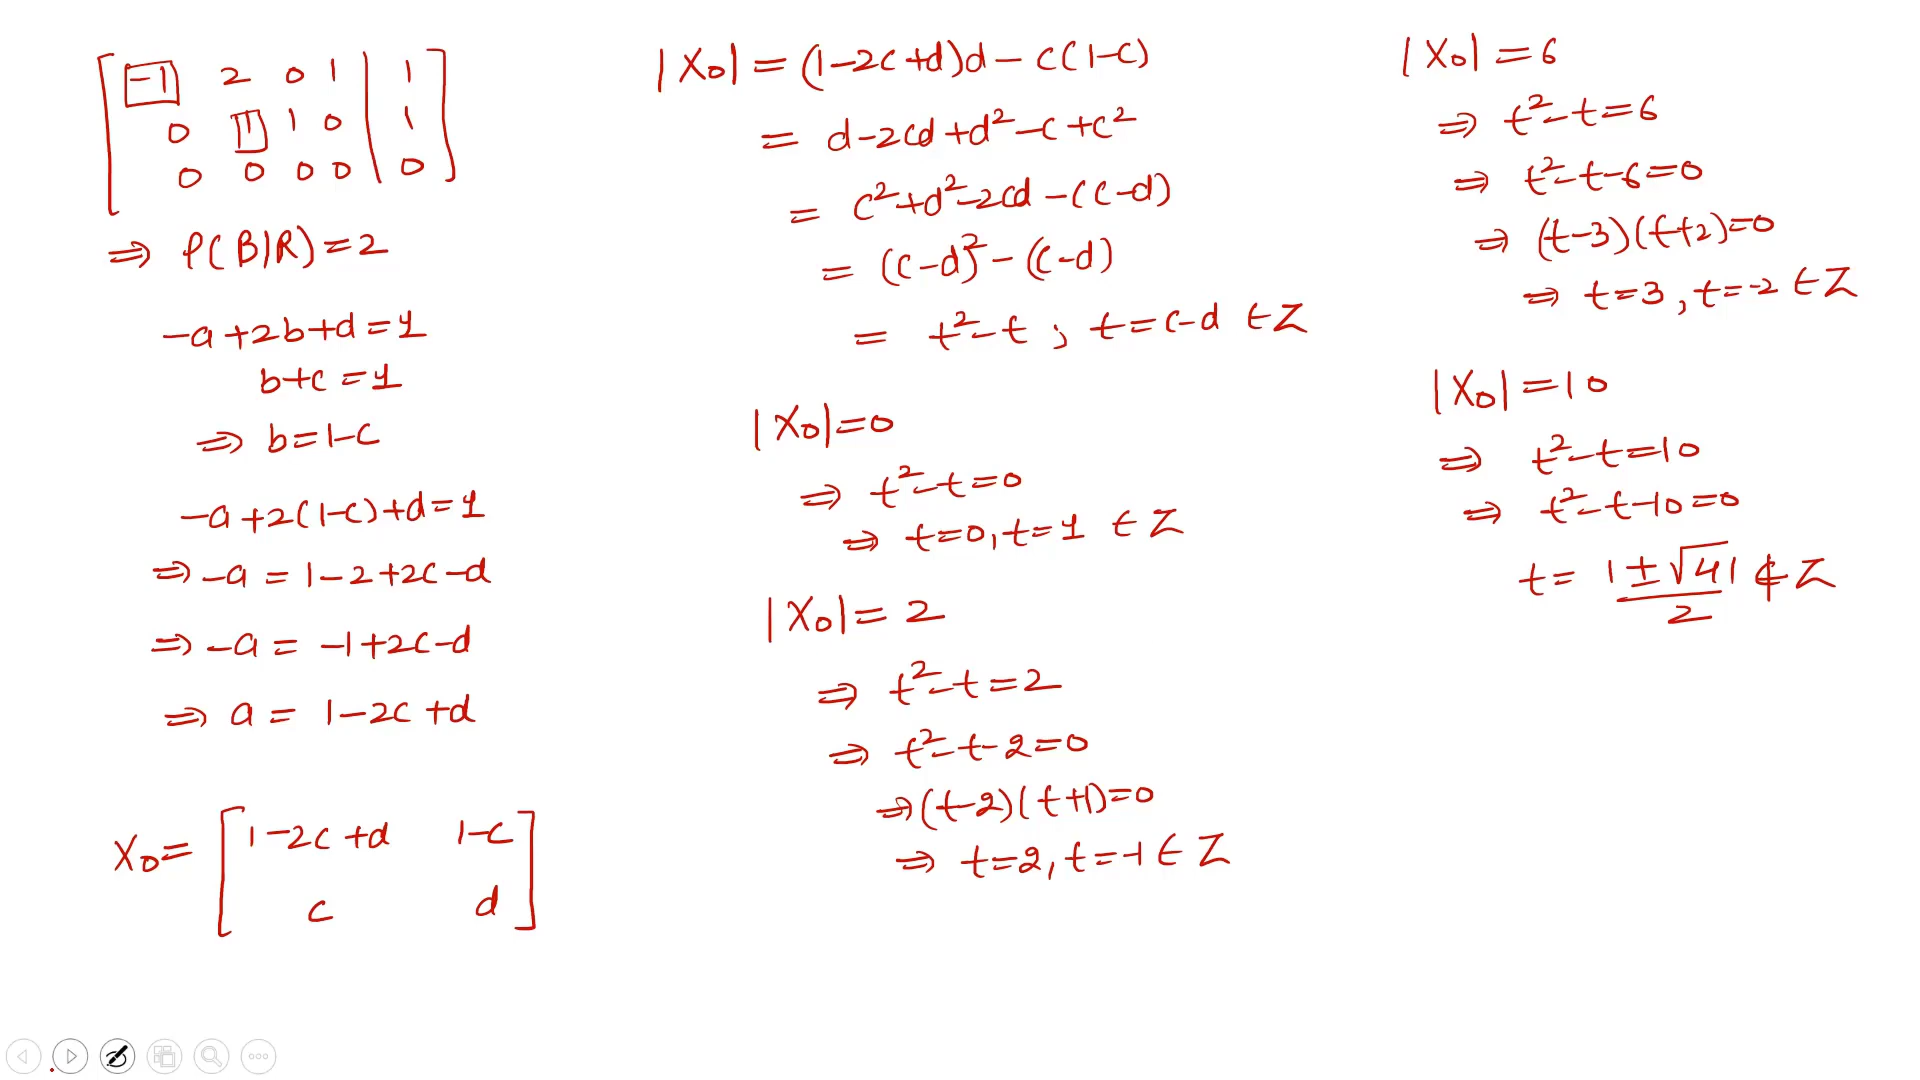 [ -1 2 0 1 | 1 ]
[ 0 1 1 0 | 1 ]
[ 0 0 0 0 | 0 ]
⇒ ρ(B|R) = 2
-a+2b+d=1
b+c=1
⇒ b=1-c
-a+2(1-c)+d=1
⇒ -a = 1-2+2c-d
⇒ -a = -1+2c-d
⇒ a = 1-2c+d
X₀ = [ 1-2c+d 1-c ]
[ c d ]
|X₀| = (1-2c+d)d - c(1-c)
= d-2cd+d²-c+c²
= c²+d²-2cd-(c-d)
= (c-d)²-(c-d)
= t²-t ; t=c-d ∈ Z
|X₀|=0
⇒ t²-t=0
⇒ t=0, t=1 ∈ Z
|X₀|=2
⇒ t²-t=2
⇒ t²-t-2=0
⇒ (t-2)(t+1)=0
⇒ t=2, t=-1 ∈ Z
|X₀|=6
⇒ t²-t=6
⇒ t²-t-6=0
⇒ (t-3)(t+2)=0
⇒ t=3, t=-2 ∈ Z
|X₀|=10
⇒ t²-t=10
⇒ t²-t-10=0
t = (1±√41)/2 ∉ Z